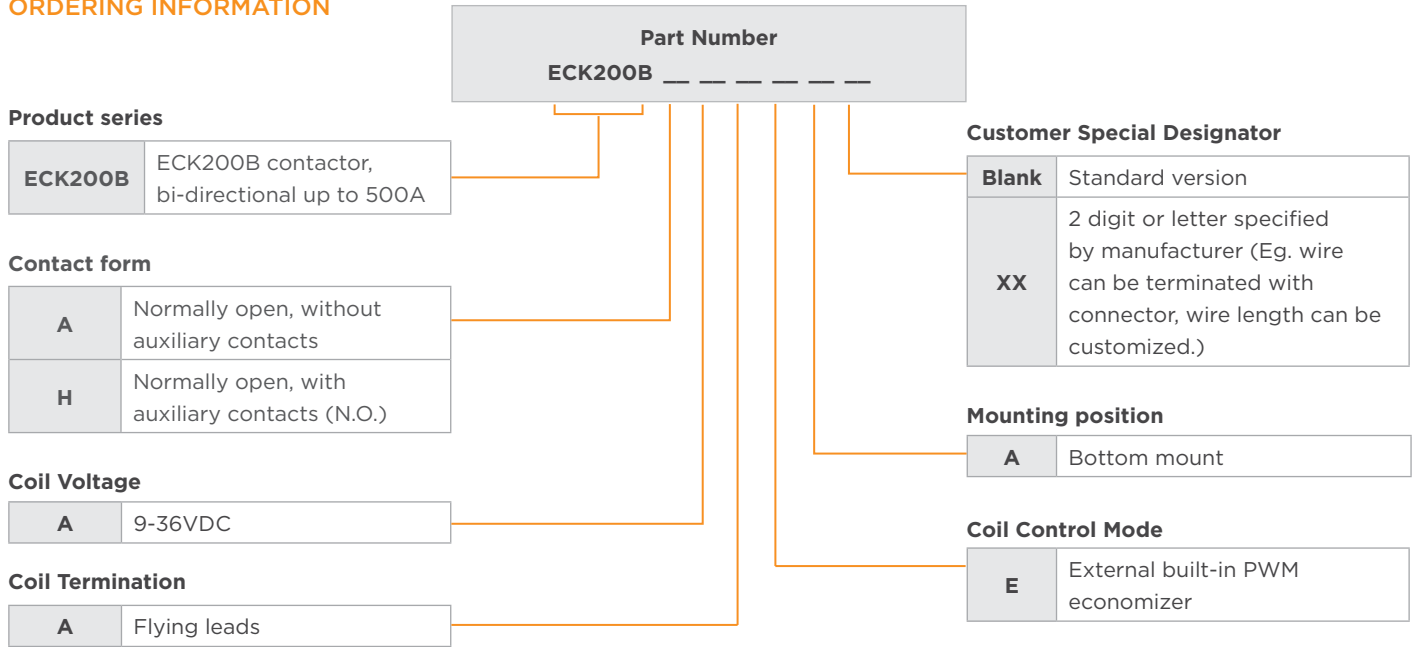 ORDERING INFORMATION
Part Number
ECK200B __ __ __ __ __ __
Product series
ECK200B
ECK200B contactor,
bi-directional up to 500A
Contact form
A
Normally open, without
auxiliary contacts
H
Normally open, with
auxiliary contacts (N.O.)
Coil Voltage
A
9-36VDC
Coil Termination
A
Flying leads
Customer Special Designator
Blank
Standard version
XX
2 digit or letter specified
by manufacturer (Eg. wire
can be terminated with
connector, wire length can be
customized.)
Mounting position
A
Bottom mount
Coil Control Mode
E
External built-in PWM
economizer